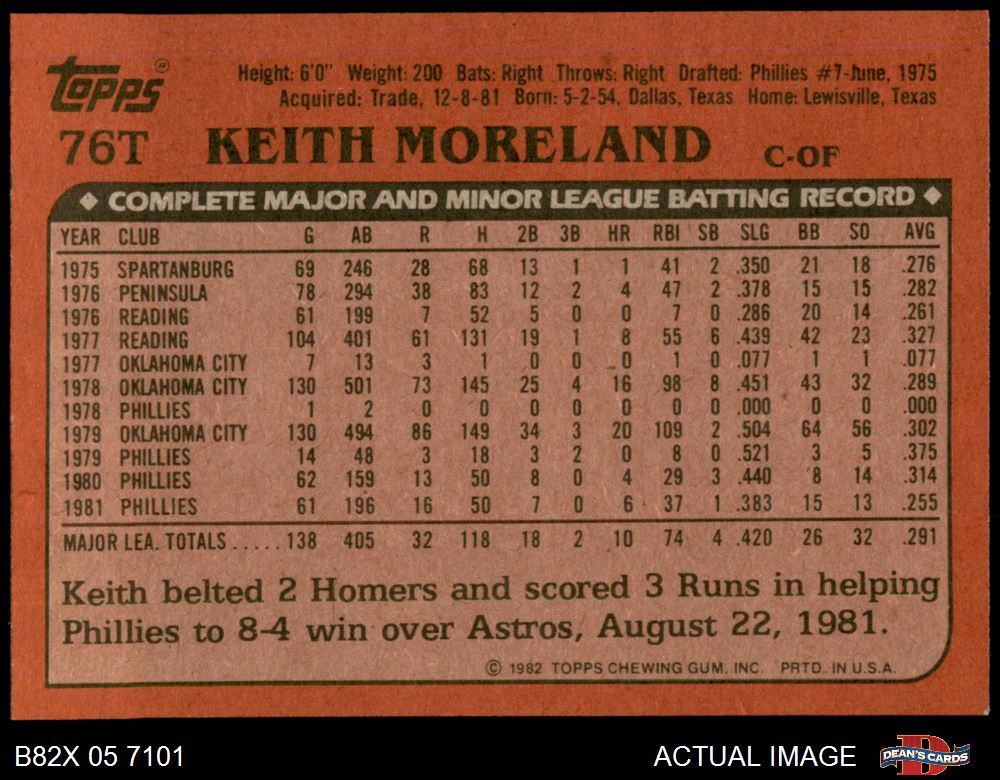 topps®
Height: 6'0" Weight: 200 Bats: Right Throws: Right Drafted: Phillies #7-June, 1975
Acquired: Trade, 12-8-81 Born: 5-2-54, Dallas, Texas Home: Lewisville, Texas
76T KEITH MORELAND C-OF
◆ COMPLETE MAJOR AND MINOR LEAGUE BATTING RECORD ◆
YEAR CLUB G AB R H 2B 3B HR RBI SB SLG BB SO AVG
1975 SPARTANBURG 69 246 28 68 13 1 1 41 2 .350 21 18 .276
1976 PENINSULA 78 294 38 83 12 2 4 47 2 .378 15 15 .282
1976 READING 61 199 7 52 5 0 0 7 0 .286 20 14 .261
1977 READING 104 401 61 131 19 1 8 55 6 .439 42 23 .327
1977 OKLAHOMA CITY 7 13 3 1 0 0 0 1 0 .077 1 1 .077
1978 OKLAHOMA CITY 130 501 73 145 25 4 16 98 8 .451 43 32 .289
1978 PHILLIES 1 2 0 0 0 0 0 0 0 .000 0 0 .000
1979 OKLAHOMA CITY 130 494 86 149 34 3 20 109 2 .504 64 56 .302
1979 PHILLIES 14 48 3 18 3 2 0 8 0 .521 3 5 .375
1980 PHILLIES 62 159 13 50 8 0 4 29 3 .440 8 14 .314
1981 PHILLIES 61 196 16 50 7 0 6 37 1 .383 15 13 .255
MAJOR LEA. TOTALS.....138 405 32 118 18 2 10 74 4 .420 26 32 .291
Keith belted 2 Homers and scored 3 Runs in helping
Phillies to 8-4 win over Astros, August 22, 1981.
© 1982 TOPPS CHEWING GUM, INC. PRTD. IN U.S.A.
B82X 05 7101 ACTUAL IMAGE D DEAN'S CARDS